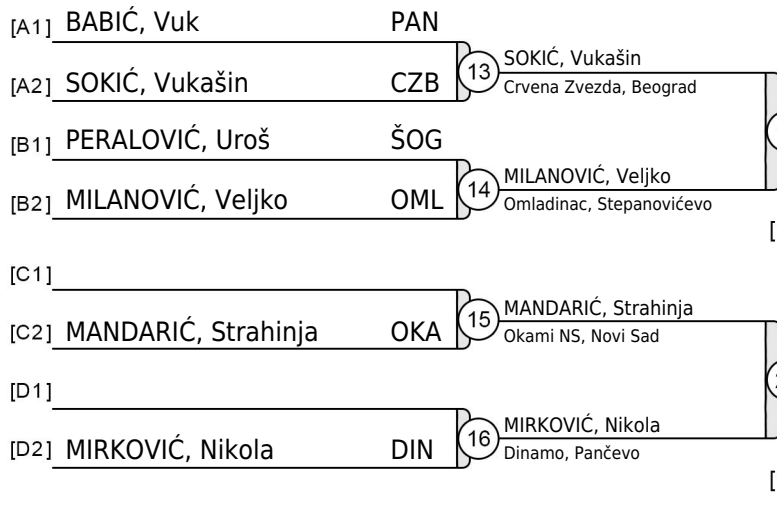 [A1] BABIĆ, Vuk PAN
[A2] SOKIĆ, Vukašin CZB
13 SOKIĆ, Vukašin
Crvena Zvezda, Beograd
[B1] PERALOVIĆ, Uroš ŠOG
[B2] MILANOVIĆ, Veljko OML
14 MILANOVIĆ, Veljko
Omladinac, Stepanovićevo
[C1]
[C2] MANDARIĆ, Strahinja OKA
15 MANDARIĆ, Strahinja
Okami NS, Novi Sad
[D1]
[D2] MIRKOVIĆ, Nikola DIN
16 MIRKOVIĆ, Nikola
Dinamo, Pančevo